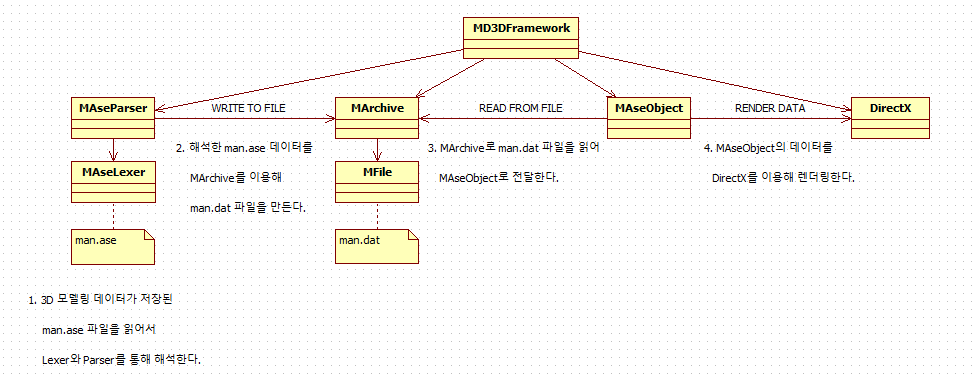 MD3DFramework
MAseParser
WRITE TO FILE
MArchive
READ FROM FILE
MAseObject
RENDER DATA
DirectX
2. 해석한 man.ase 데이터를
MArchive를 이용해
man.dat 파일을 만든다.
3. MArchive로 man.dat 파일을 읽어
MAseObject로 전달한다.
4. MAseObject의 데이터를
DirectX를 이용해 렌더링한다.
MAseLexer
MFile
man.ase
man.dat
1. 3D 모델링 데이터가 저장된
man.ase 파일을 읽어서
Lexer와 Parser를 통해 해석한다.